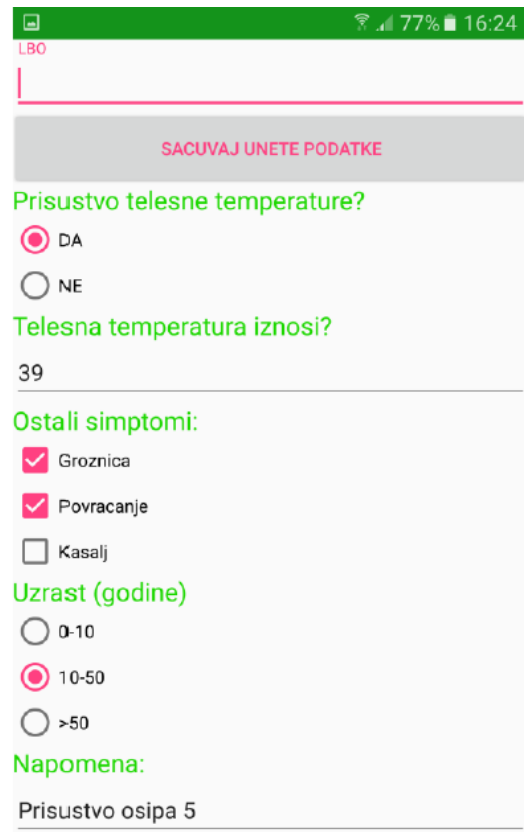 77% 16:24
LBO
SACUVAJ UNETE PODATKE
Prisustvo telesne temperature?
DA
NE
Telesna temperatura iznosi?
39
Ostali simptomi:
Groznica
Povracanje
Kasalj
Uzrast (godine)
0-10
10-50
>50
Napomena:
Prisustvo osipa 5